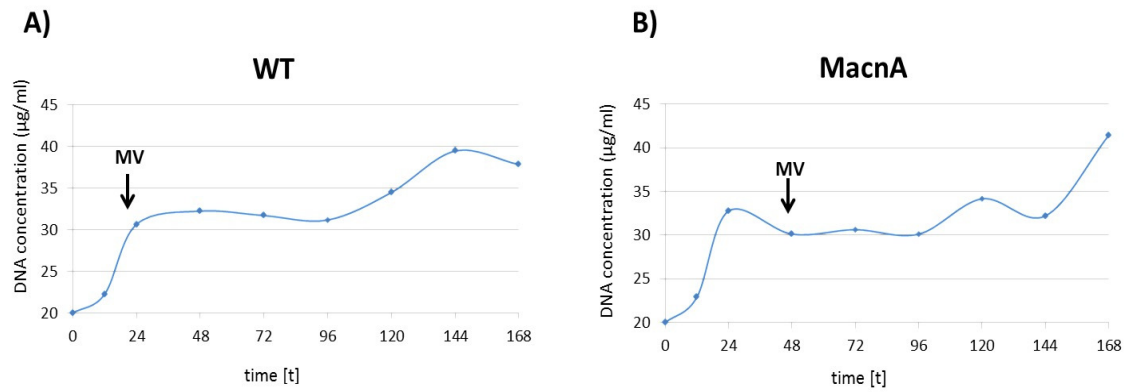 A)
WT
DNA concentration (µg/ml)
45
40
35
30
25
20
MV
0 24 48 72 96 120 144 168
time [t]
B)
MacnA
DNA concentration (µg/ml)
45
40
35
30
25
20
MV
0 24 48 72 96 120 144 168
time [t]